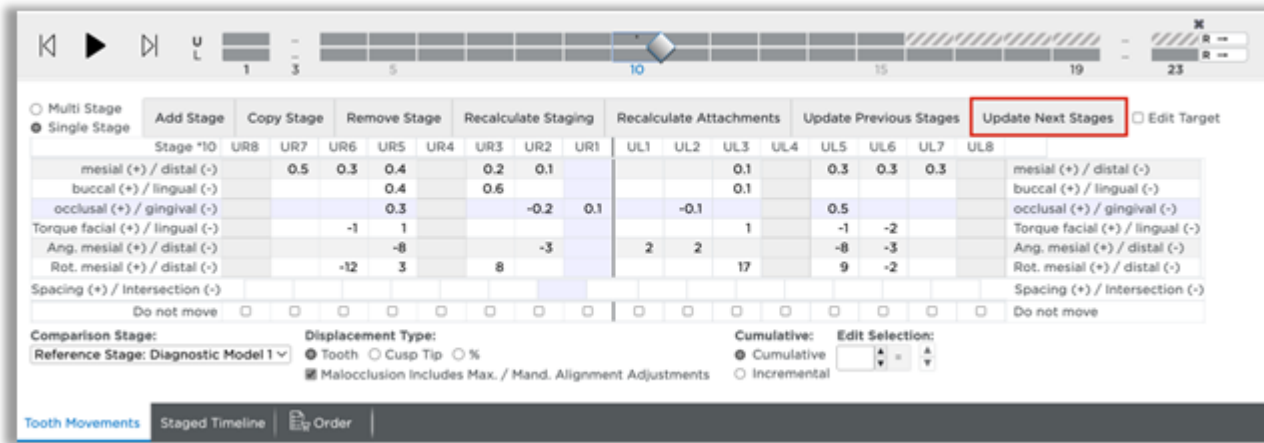 ⌘
U R
L R
1 3 5 10 15 19 23
Multi Stage
Single Stage
Add Stage Copy Stage Remove Stage Recalculate Staging Recalculate Attachments Update Previous Stages Update Next Stages Edit Target
Stage *10 UR8 UR7 UR6 UR5 UR4 UR3 UR2 UR1 UL1 UL2 UL3 UL4 UL5 UL6 UL7 UL8
mesial (+) / distal (-) 0.5 0.3 0.4 0.2 0.1 0.1 0.3 0.3 0.3 mesial (+) / distal (-)
buccal (+) / lingual (-) 0.4 0.6 0.1 buccal (+) / lingual (-)
occlusal (+) / gingival (-) 0.3 -0.2 0.1 -0.1 0.5 occlusal (+) / gingival (-)
Torque facial (+) / lingual (-) -1 1 1 -1 -2 Torque facial (+) / lingual (-)
Ang. mesial (+) / distal (-) -8 -3 2 2 -8 -3 Ang. mesial (+) / distal (-)
Rot. mesial (+) / distal (-) -12 3 8 17 9 -2 Rot. mesial (+) / distal (-)
Spacing (+) / Intersection (-) Spacing (+) / Intersection (-)
Do not move Do not move
Comparison Stage: Displacement Type: Cumulative: Edit Selection:
Reference Stage: Diagnostic Model 1 Tooth Cusp Tip % Cumulative =
Malocclusion Includes Max. / Mand. Alignment Adjustments Incremental
Tooth Movements Staged Timeline Order